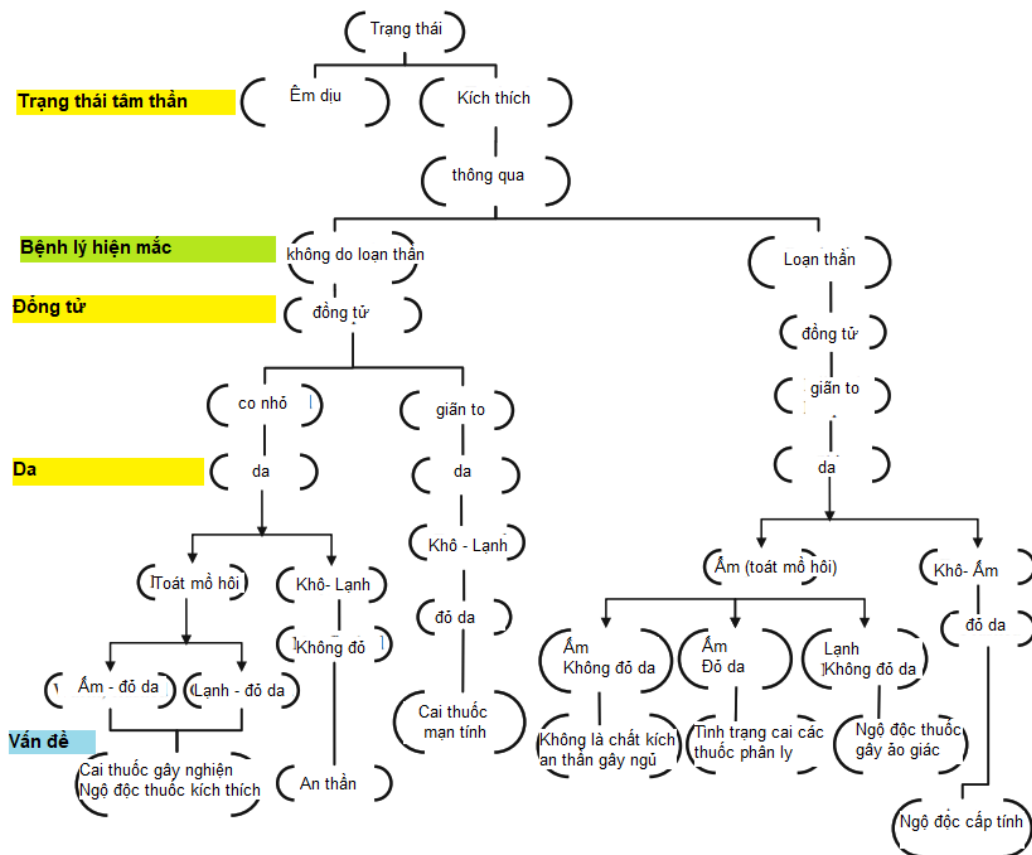 Trạng thái
Trạng thái tâm thần
Êm dịu
Kích thích
thông qua
Bệnh lý hiện mắc
không do loạn thần
Loạn thần
Đồng tử
đồng tử
đồng tử
co nhỏ
giãn to
giãn to
Da
da
da
da
Toát mồ hôi
Khô- Lạnh
Khô - Lạnh
Ấm (toát mồ hôi)
Khô- Ấm
Không đỏ
đỏ da
đỏ da
Ấm - đỏ da
Lạnh - đỏ da
Ấm
Không đỏ da
Ấm
Đỏ da
Lạnh
Không đỏ da
Vấn đề
Cai thuốc gây nghiện
Ngộ độc thuốc kích thích
An thần
Cai thuốc
mạn tính
Không là chất kích
an thần gây ngủ
Tình trạng cai các
thuốc phân ly
Ngộ độc thuốc
gây ảo giác
Ngộ độc cấp tính